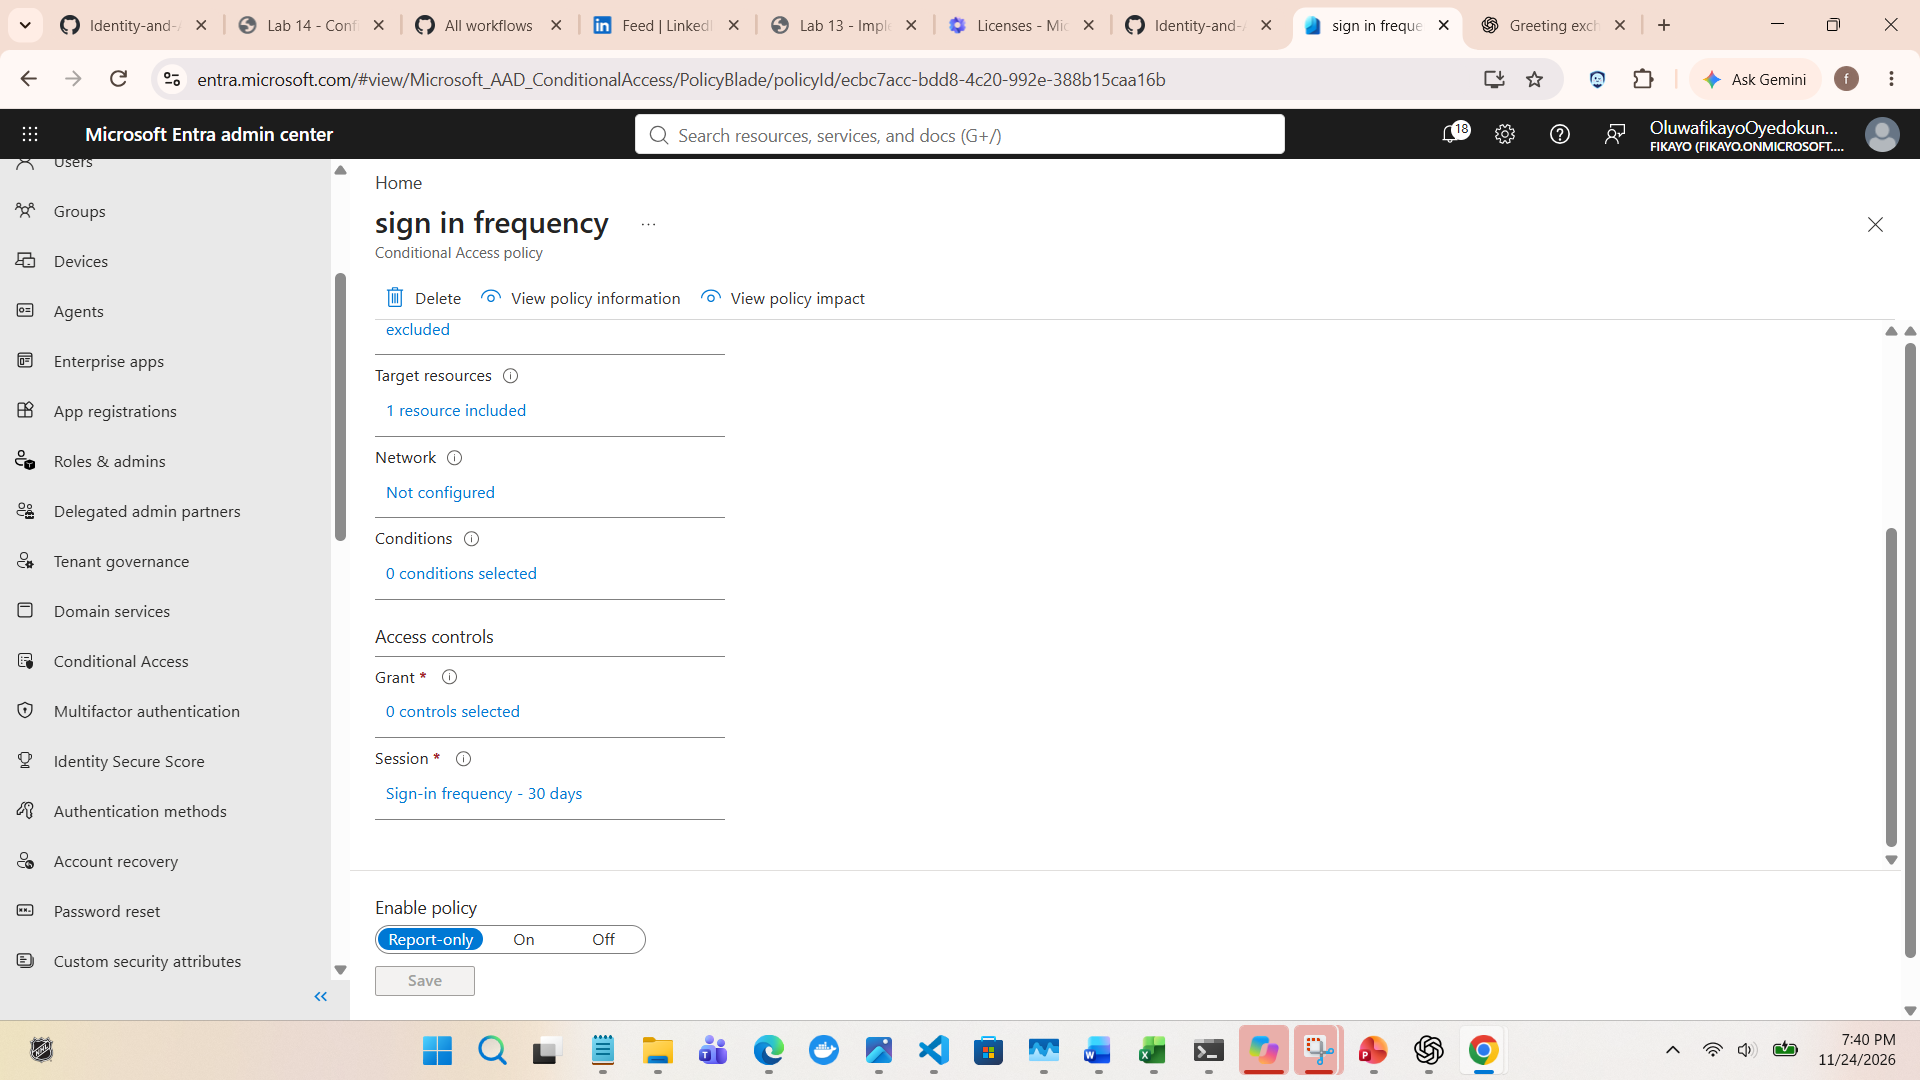 Identity-and-A
Lab 14 - Conf
All workflows
Feed | LinkedI
Lab 13 - Imple
Licenses - Mic
Identity-and-A
sign in freque
Greeting exch
entra.microsoft.com/#view/Microsoft_AAD_ConditionalAccess/PolicyBlade/policyId/ecbc7acc-bdd8-4c20-992e-388b15caa16b
Ask Gemini
f
Microsoft Entra admin center
Search resources, services, and docs (G+/)
18
OluwafikayoOyedokun...
FIKAYO (FIKAYO.ONMICROSOFT....
Users
Groups
Devices
Agents
Enterprise apps
App registrations
Roles & admins
Delegated admin partners
Tenant governance
Domain services
Conditional Access
Multifactor authentication
Identity Secure Score
Authentication methods
Account recovery
Password reset
Custom security attributes
Home
sign in frequency
...
Conditional Access policy
Delete
View policy information
View policy impact
excluded
Target resources
1 resource included
Network
Not configured
Conditions
0 conditions selected
Access controls
Grant *
0 controls selected
Session *
Sign-in frequency - 30 days
Enable policy
Report-only On Off
Save
7:40 PM
11/24/2026